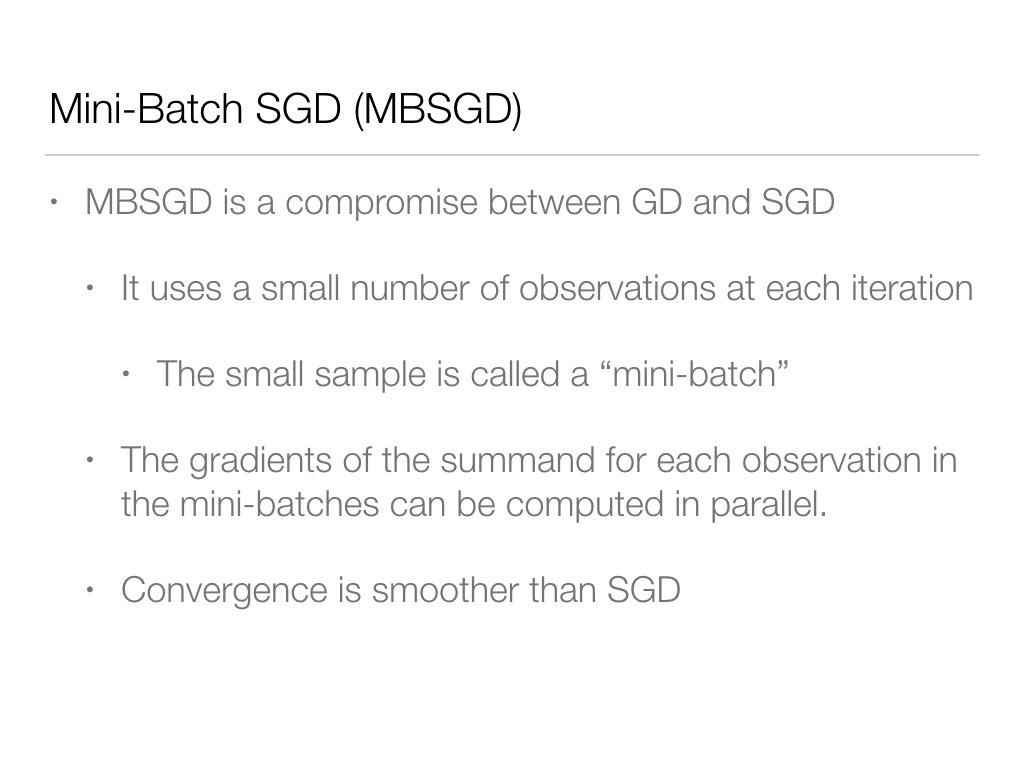 Mini-Batch SGD (MBSGD)
• MBSGD is a compromise between GD and SGD
• It uses a small number of observations at each iteration
• The small sample is called a “mini-batch”
• The gradients of the summand for each observation in
the mini-batches can be computed in parallel.
• Convergence is smoother than SGD